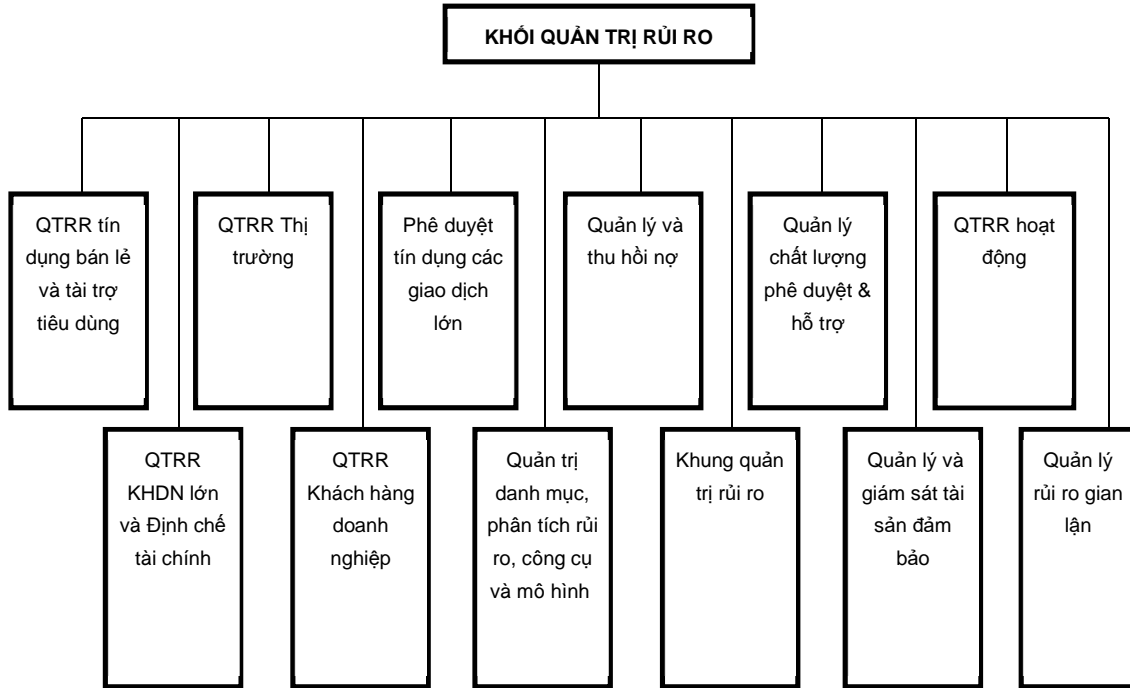 KHỐI QUẢN TRỊ RỦI RO
QTRR tín
dụng bán lẻ
và tài trợ
tiêu dùng
QTRR Thị
trường
Phê duyệt
tín dụng các
giao dịch
lớn
Quản lý và
thu hồi nợ
Quản lý
chất lượng
phê duyệt &
hỗ trợ
QTRR hoạt
động
QTRR
KHDN lớn
và Định chế
tài chính
QTRR
Khách hàng
doanh
nghiệp
Quản trị
danh mục,
phân tích rủi
ro, công cụ
và mô hình
Khung quản
trị rủi ro
Quản lý và
giám sát tài
sản đảm
bảo
Quản lý
rủi ro gian
lận